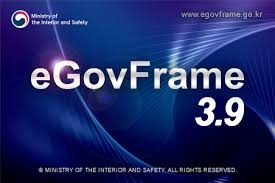 Ministry of
the Interior and Safety
www.egovframe.go.kr
eGovFrame
3.9
© MINISTRY OF THE INTERIOR AND SAFETY. ALL RIGHTS RESERVED.